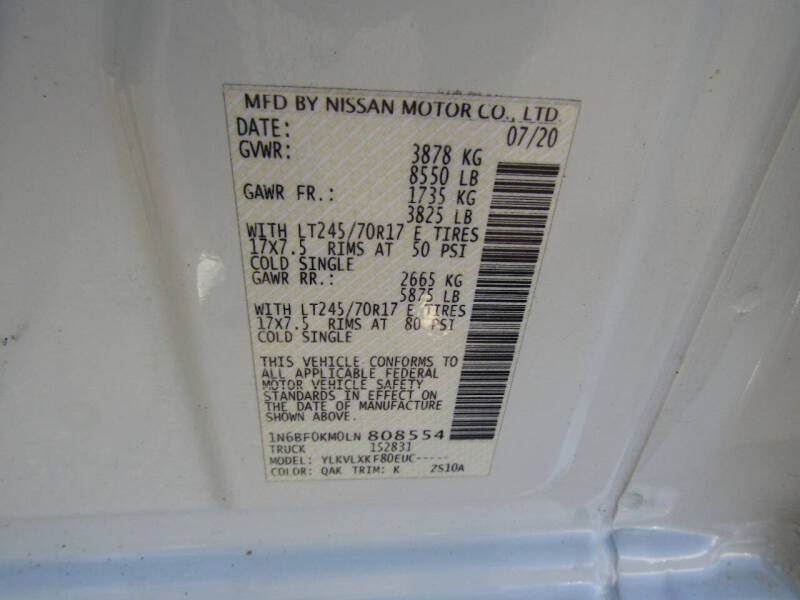 MFD BY NISSAN MOTOR CO., LTD.
DATE: 07/20
GVWR: 3878 KG
8550 LB
GAWR FR.: 1735 KG
3825 LB
WITH LT245/70R17 E TIRES
17X7.5 RIMS AT 50 PSI
COLD SINGLE
GAWR RR.: 2665 KG
5875 LB
WITH LT245/70R17 E TIRES
17X7.5 RIMS AT 80 PSI
COLD SINGLE
THIS VEHICLE CONFORMS TO
ALL APPLICABLE FEDERAL
MOTOR VEHICLE SAFETY
STANDARDS IN EFFECT ON
THE DATE OF MANUFACTURE
SHOWN ABOVE.
1N6BF0KM0LN 808554
TRUCK 152831
MODEL: YLKVLXKF80EUC-----
COLOR: QAK TRIM: K ZS10A